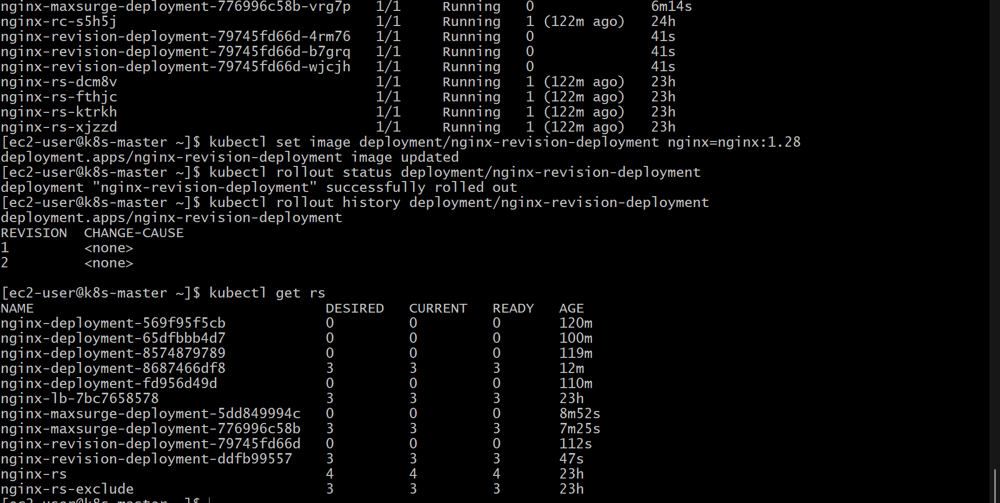 nginx-maxsurge-deployment-776996c58b-vrg7p   1/1     Running   0               6m14s
nginx-rc-s5h5j                               1/1     Running   1 (122m ago)   24h
nginx-revision-deployment-79745fd66d-4rm76   1/1     Running   0              41s
nginx-revision-deployment-79745fd66d-b7grq   1/1     Running   0              41s
nginx-revision-deployment-79745fd66d-wjcjh   1/1     Running   0              41s
nginx-rs-dcm8v                               1/1     Running   1 (122m ago)   23h
nginx-rs-fthjc                               1/1     Running   1 (122m ago)   23h
nginx-rs-ktrkh                               1/1     Running   1 (122m ago)   23h
nginx-rs-xjzzd                               1/1     Running   1 (122m ago)   23h
[ec2-user@k8s-master ~]$ kubectl set image deployment/nginx-revision-deployment nginx=nginx:1.28
deployment.apps/nginx-revision-deployment image updated
[ec2-user@k8s-master ~]$ kubectl rollout status deployment/nginx-revision-deployment
deployment "nginx-revision-deployment" successfully rolled out
[ec2-user@k8s-master ~]$ kubectl rollout history deployment/nginx-revision-deployment
deployment.apps/nginx-revision-deployment
REVISION  CHANGE-CAUSE
1         <none>
2         <none>
[ec2-user@k8s-master ~]$ kubectl get rs
NAME                                   DESIRED   CURRENT   READY   AGE
nginx-deployment-569f95f5cb            0         0         0       120m
nginx-deployment-65dfbbb4d7            0         0         0       100m
nginx-deployment-8574879789            0         0         0       119m
nginx-deployment-8687466df8            3         3         3       12m
nginx-deployment-fd956d49d             0         0         0       110m
nginx-lb-7bc7658578                    3         3         3       23h
nginx-maxsurge-deployment-5dd849994c   0         0         0       8m52s
nginx-maxsurge-deployment-776996c58b   3         3         3       7m25s
nginx-revision-deployment-79745fd66d   0         0         0       112s
nginx-revision-deployment-ddfb99557    3         3         3       47s
nginx-rs                               4         4         4       23h
nginx-rs-exclude                       3         3         3       23h
[ec2-user@k8s-master ~]$